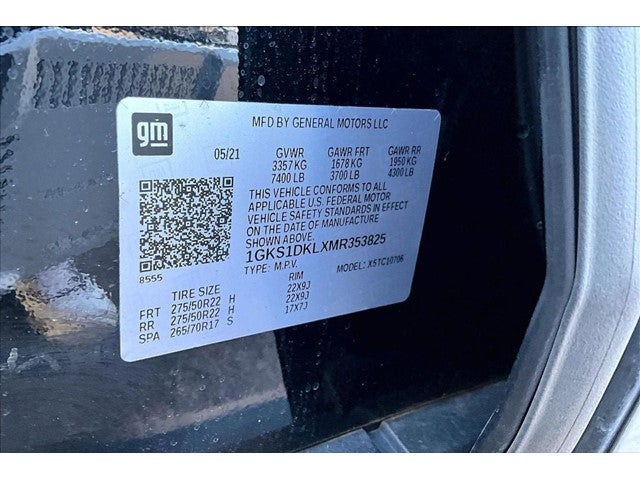 gm
MFD BY GENERAL MOTORS LLC
05/21 GVWR GAWR FRT GAWR RR
3357 KG 1678 KG 1950 KG
7400 LB 3700 LB 4300 LB
THIS VEHICLE CONFORMS TO ALL
APPLICABLE U.S. FEDERAL MOTOR
VEHICLE SAFETY STANDARDS IN EFFECT
ON THE DATE OF MANUFACTURE
SHOWN ABOVE.
1GKS1DKLXMR353825
8555
TYPE: M.P.V. MODEL: X5TC10706
TIRE SIZE RIM
FRT 275/50R22 H 22X9J
RR 275/50R22 H 22X9J
SPA 265/70R17 S 17X7J